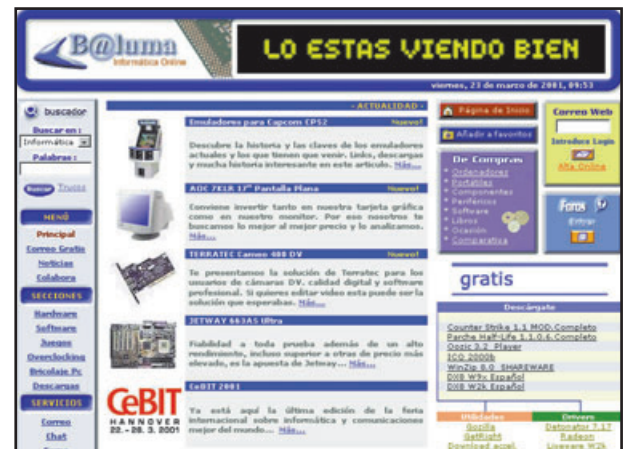 B@luma
Informática Online
LO ESTAS VIENDO BIEN
viernes, 23 de marzo de 2001, 09:53
buscador
Buscar en :
Informática
Palabras :
Buscar Trucos
MENÚ
Principal
Correo Gratis
Noticias
Colabora
SECCIONES
Hardware
Software
Juegos
Overclocking
Bricolaje Pc
Descargas
SERVICIOS
Correo
Chat
- ACTUALIDAD -
Emuladores para Capcom CPS2 Nuevo!
Descubre la historia y las claves de los emuladores
actuales y los que tienen que venir. Links, descargas
y mucha historia interesante en este articulo. Más...
AOC 7KLR 17" Pantalla Plana Nuevo!
Conviene invertir tanto en nuestra tarjeta gráfica
como en nuestro monitor. Por eso nosotros te
buscamos lo mejor al mejor precio y lo analizamos.
Más...
TERRATEC Cameo 400 DV Nuevo!
Te presentamos la solución de Terratec para los
usuarios de cámaras DV. calidad digital y software
profesional. Si quieres editar video esta puede ser la
solución que esperabas. Más...
JETWAY 663AS Ultra
Fiabilidad a toda prueba además de un alto
rendimiento, incluso superior a otras de precio más
elevado, es la apuesta de Jetway... Más...
CeBIT
HANNOVER
22. - 28. 3. 2001
CeBIT 2001
Ya está aquí la última edición de la feria
internacional sobre informática y comunicaciones
mejor del mundo... Más...
Página de Inicio
Añadir a favoritos
De Compras
Ordenadores
Portátiles
Componentes
Periféricos
Software
Libros
Ocasión
Comparativa
Correo Web
Introduce Login
Alta Online
Foros
Entrar
gratis
Descárgate
Counter Strike 1.1 MOD.Completo
Parche Half-Life 1.1.0.6.Completo
Oozic 3.2 Player
ICQ 2000b
WinZip 8.0 SHAREWARE
DX8 W9x Español
DX8 W2k Español
Utilidades
Gozilla
GetRight
Download accel.
Drivers
Detonator 7.17
Radeon
Liveware W2k